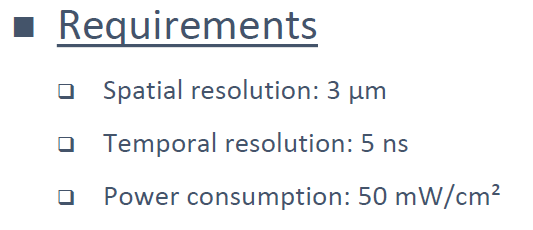 Requirements
Spatial resolution: 3 µm
Temporal resolution: 5 ns
Power consumption: 50 mW/cm²